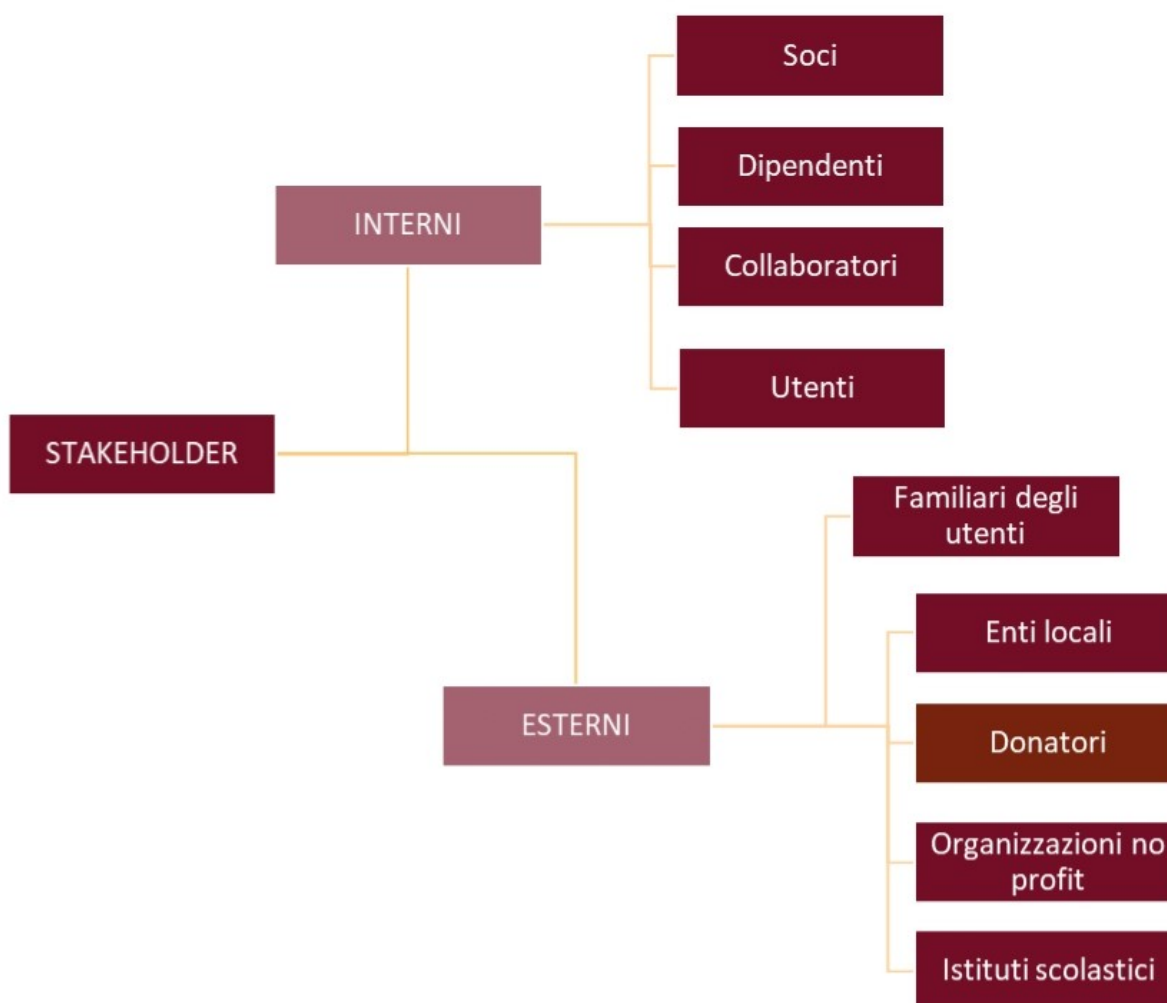 Soci
Dipendenti
INTERNI
Collaboratori
Utenti
STAKEHOLDER
Familiari degli
utenti
Enti locali
ESTERNI
Donatori
Organizzazioni no
profit
Istituti scolastici